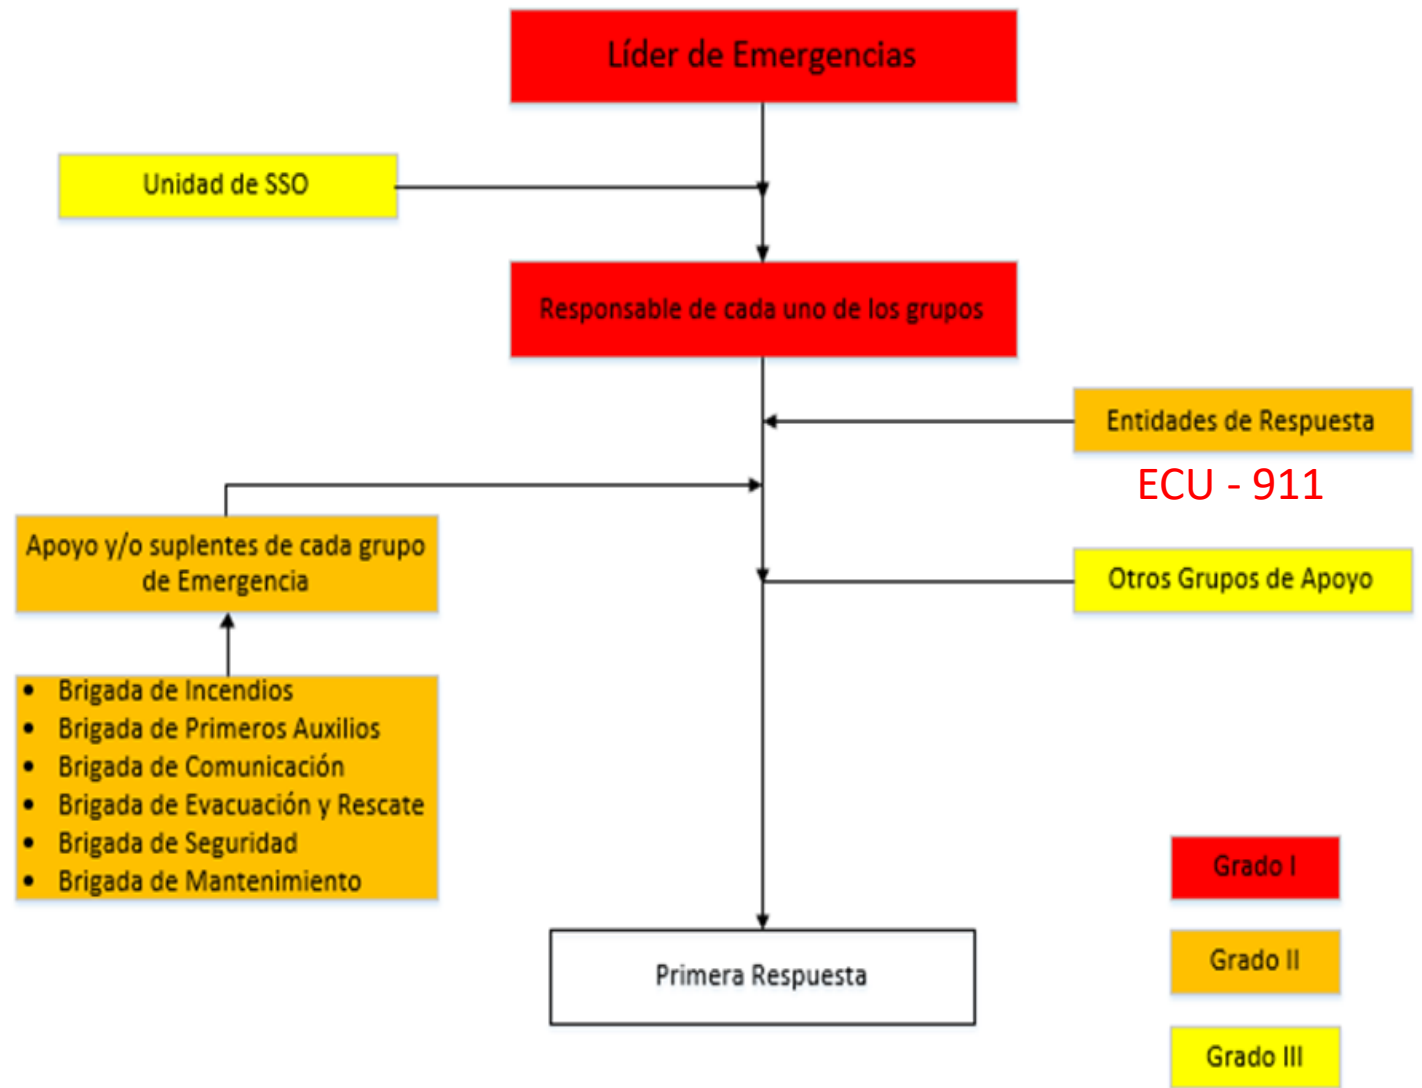 Líder de Emergencias
Unidad de SSO
Responsable de cada uno de los grupos
Entidades de Respuesta
ECU - 911
Apoyo y/o suplentes de cada grupo
de Emergencia
Otros Grupos de Apoyo
• Brigada de Incendios
• Brigada de Primeros Auxilios
• Brigada de Comunicación
• Brigada de Evacuación y Rescate
• Brigada de Seguridad
• Brigada de Mantenimiento
Primera Respuesta
Grado I
Grado II
Grado III